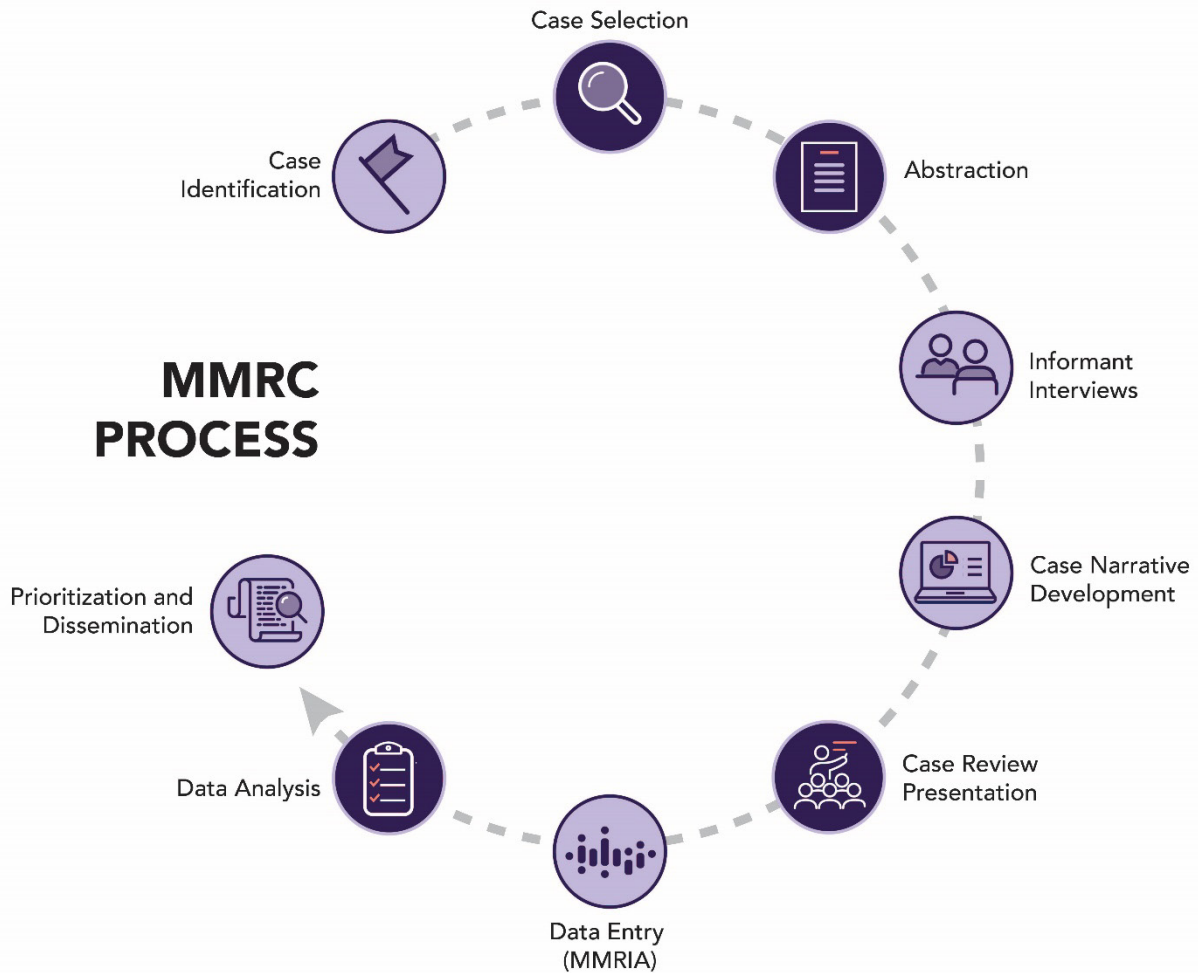 Case Selection
Case
Identification
Abstraction
Informant
Interviews
MMRC
PROCESS
Case Narrative
Development
Prioritization and
Dissemination
Case Review
Presentation
Data Analysis
Data Entry
(MMRIA)